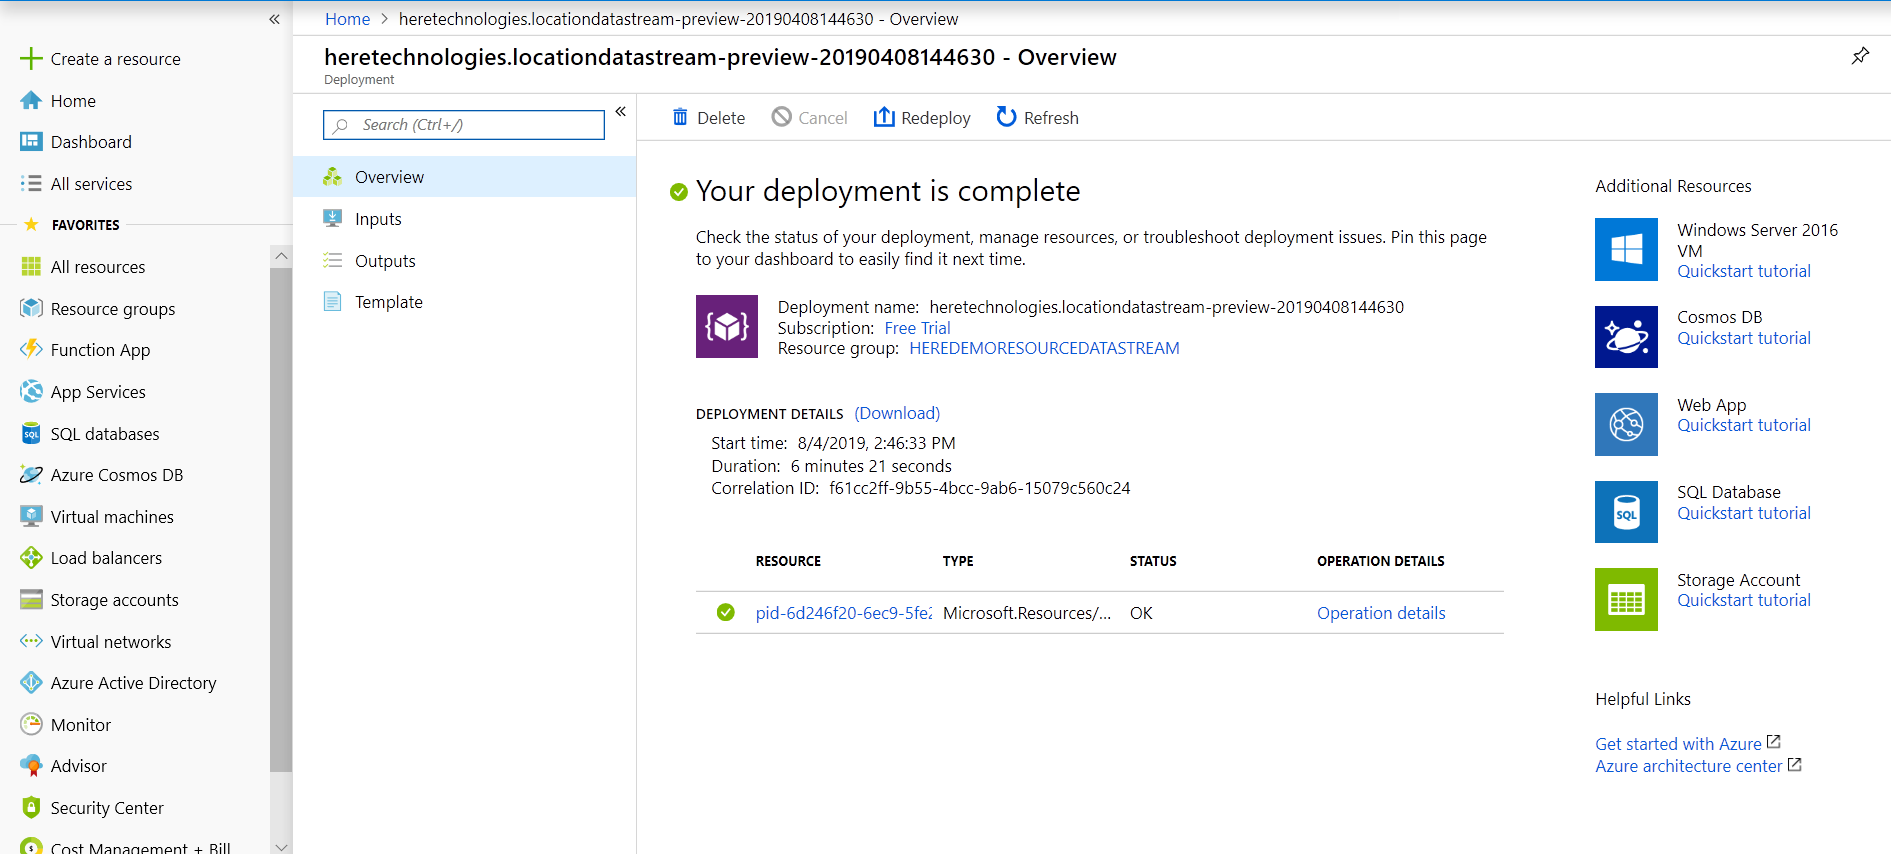 «
Create a resource
Home
Dashboard
All services
FAVORITES
All resources
Resource groups
Function App
App Services
SQL databases
Azure Cosmos DB
Virtual machines
Load balancers
Storage accounts
Virtual networks
Azure Active Directory
Monitor
Advisor
Security Center
Cost Management + Bill
Home > heretechnologies.locationdatastream-preview-20190408144630 - Overview
heretechnologies.locationdatastream-preview-20190408144630 - Overview
Deployment
Search (Ctrl+/)
«
Overview
Inputs
Outputs
Template
Delete Cancel Redeploy Refresh
Your deployment is complete
Check the status of your deployment, manage resources, or troubleshoot deployment issues. Pin this page
to your dashboard to easily find it next time.
Deployment name: heretechnologies.locationdatastream-preview-20190408144630
Subscription: Free Trial
Resource group: HEREDEMORESOURCEDATASTREAM
DEPLOYMENT DETAILS (Download)
Start time: 8/4/2019, 2:46:33 PM
Duration: 6 minutes 21 seconds
Correlation ID: f61cc2ff-9b55-4bcc-9ab6-15079c560c24
RESOURCE TYPE STATUS OPERATION DETAILS
pid-6d246f20-6ec9-5fe2 Microsoft.Resources/... OK Operation details
Additional Resources
Windows Server 2016
VM
Quickstart tutorial
Cosmos DB
Quickstart tutorial
Web App
Quickstart tutorial
SQL
SQL Database
Quickstart tutorial
Storage Account
Quickstart tutorial
Helpful Links
Get started with Azure
Azure architecture center